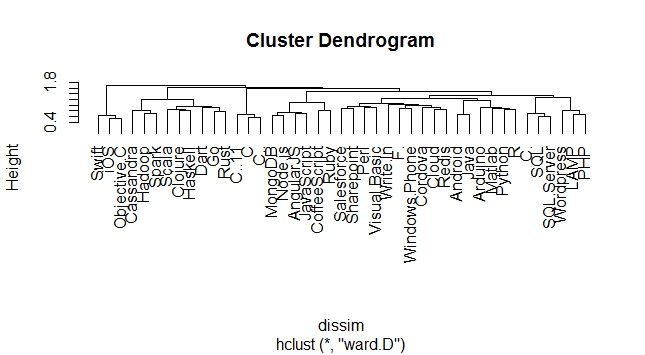 Cluster Dendrogram
1.8
0.4
Height
Swift
iOS
Objective.C
Cassandra
Hadoop
Spark
Scala
Clojure
Haskell
Dart
Go
Rust
C..11
C
C..
MongoDB
Node.js
AngularJS
JavaScript
CoffeeScript
Ruby
Salesforce
Sharepoint
Perl
Visual.Basic
Write.In
F.
Windows.Phone
Cordova
Cloud
Redis
Android
Java
Arduino
Matlab
Python
R
C.
SQL
SQL.Server
Wordpress
LAMP
PHP
dissim
hclust (*, "ward.D")